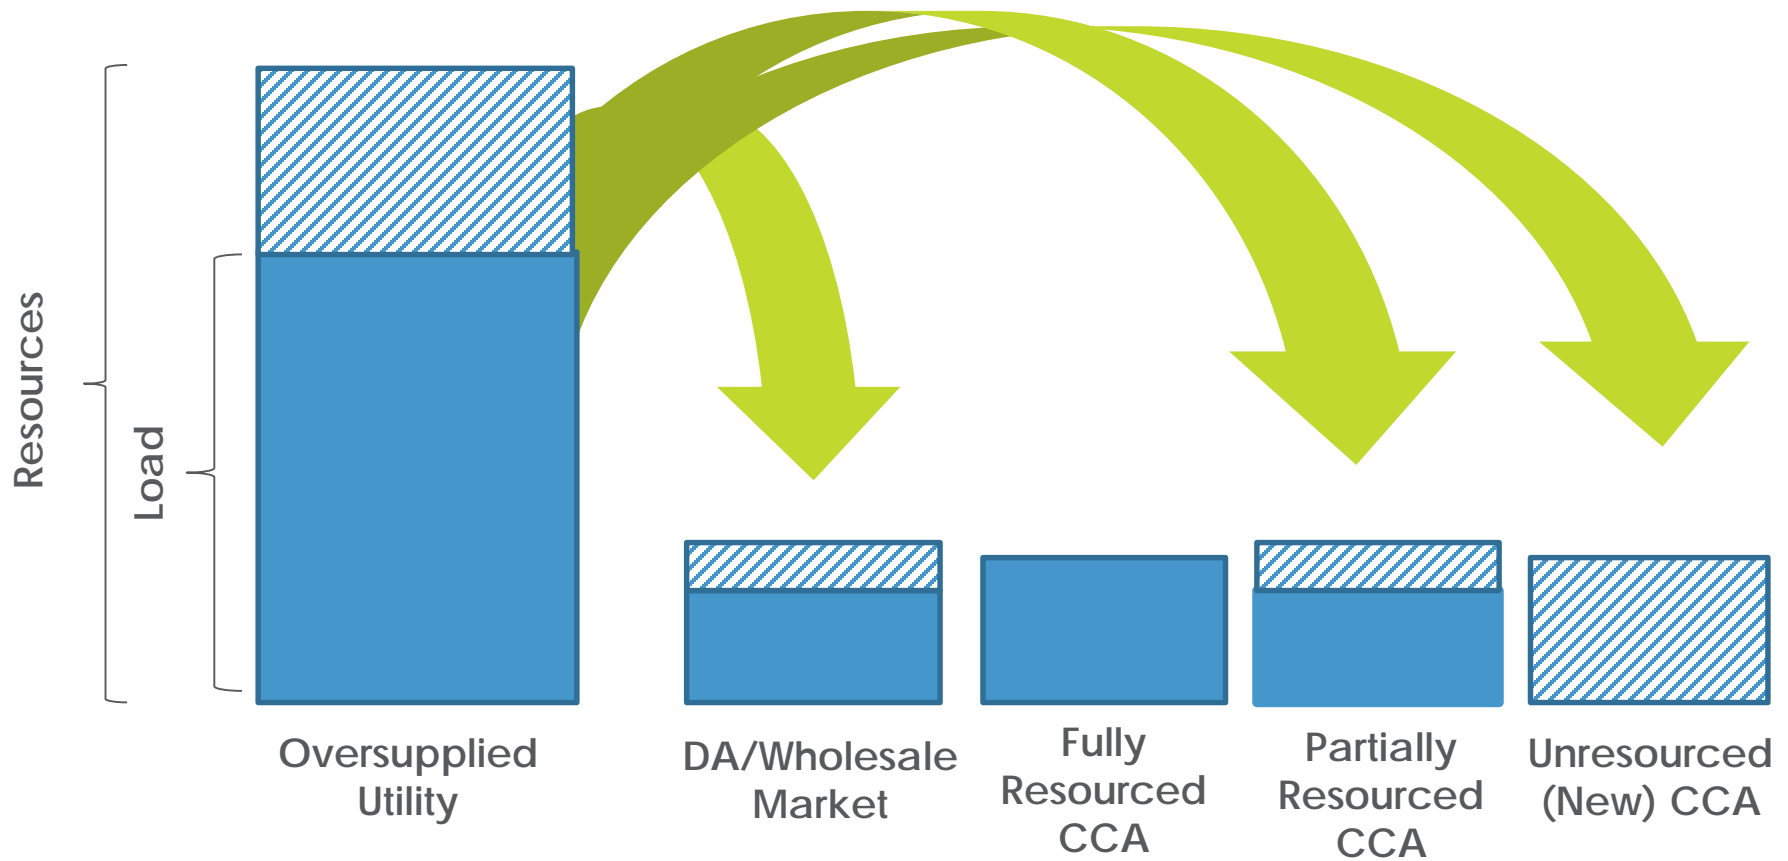 Resources
Load
Oversupplied
Utility
DA/Wholesale
Market
Fully
Resourced
CCA
Partially
Resourced
CCA
Unresourced
(New) CCA